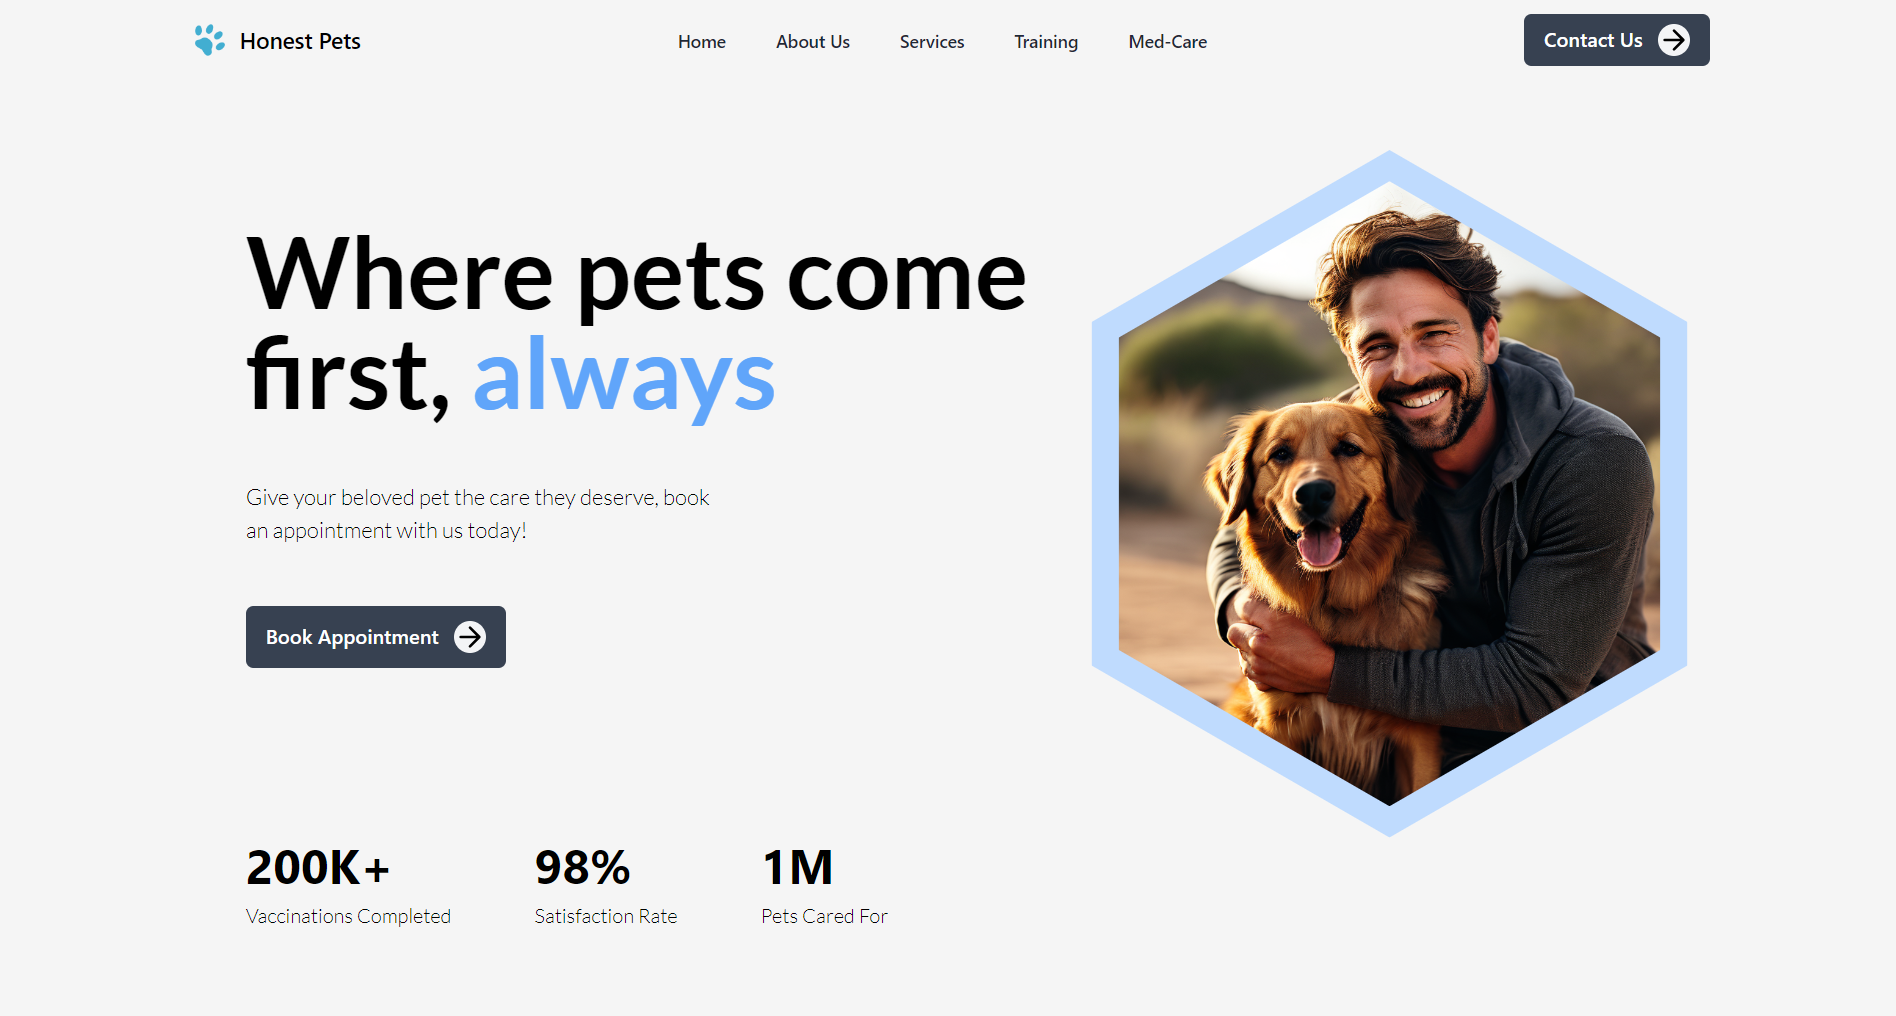 Honest Pets
Home
About Us
Services
Training
Med-Care
Contact Us
Where pets come
first, always
Give your beloved pet the care they deserve, book
an appointment with us today!
Book Appointment
200K+
Vaccinations Completed
98%
Satisfaction Rate
1M
Pets Cared For